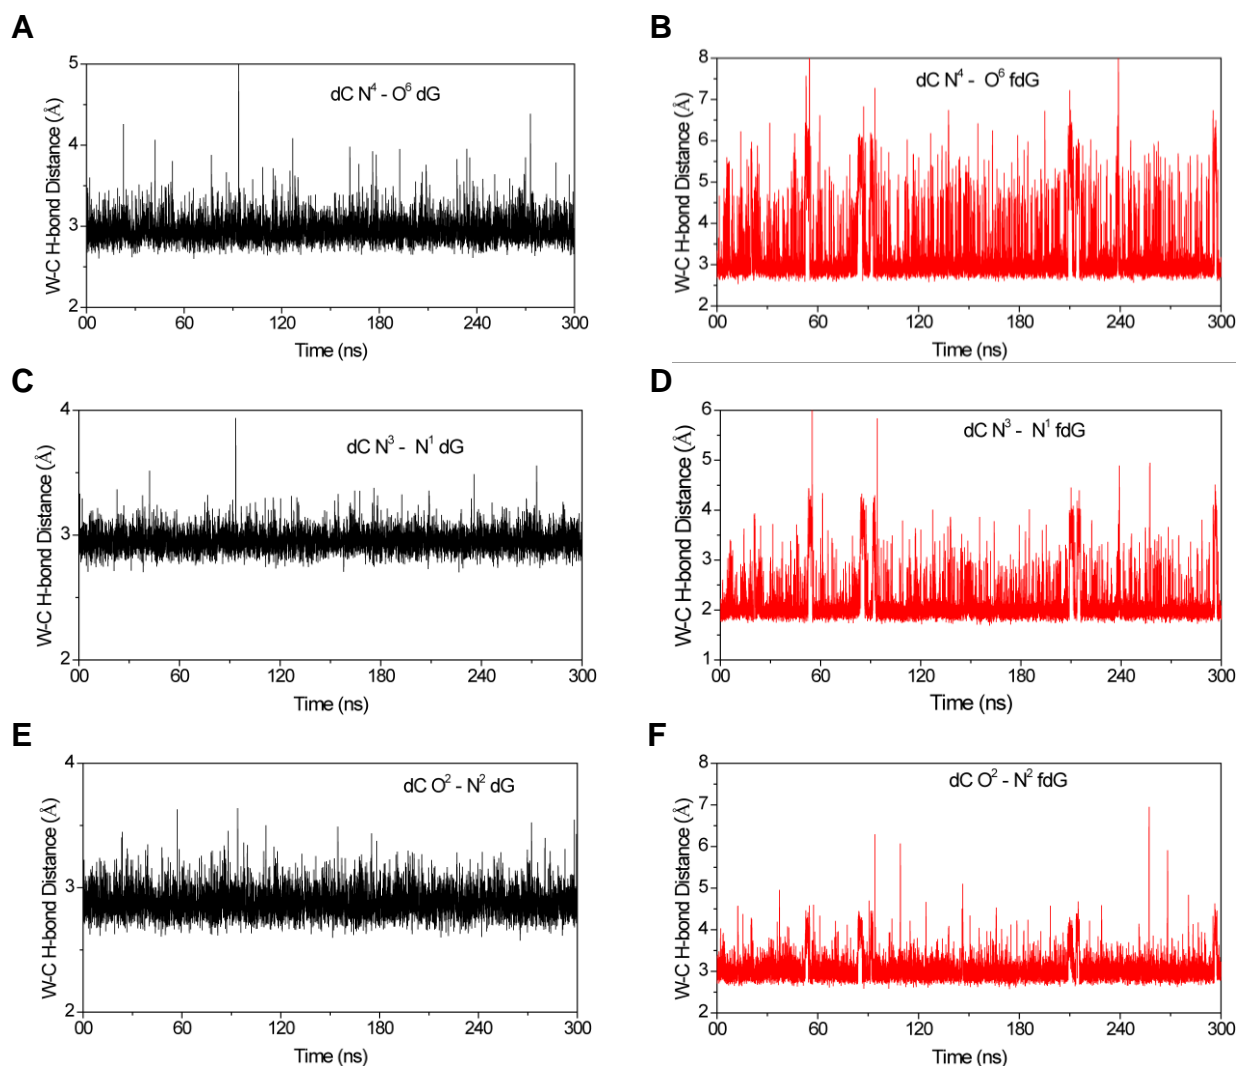 A
W-C H-bond Distance (Å)
5
4
3
2
dC N⁴ - O⁶ dG
00 60 120 180 240 300
Time (ns)
B
W-C H-bond Distance (Å)
8
7
6
5
4
3
2
dC N⁴ - O⁶ fdG
00 60 120 180 240 300
Time (ns)
C
W-C H-bond Distance (Å)
4
3
2
dC N³ - N¹ dG
00 60 120 180 240 300
Time (ns)
D
W-C H-bond Distance (Å)
6
5
4
3
2
1
dC N³ - N¹ fdG
00 60 120 180 240 300
Time (ns)
E
W-C H-bond Distance (Å)
4
3
2
dC O² - N² dG
00 60 120 180 240 300
Time (ns)
F
W-C H-bond Distance (Å)
8
7
6
5
4
3
2
dC O² - N² fdG
00 60 120 180 240 300
Time (ns)